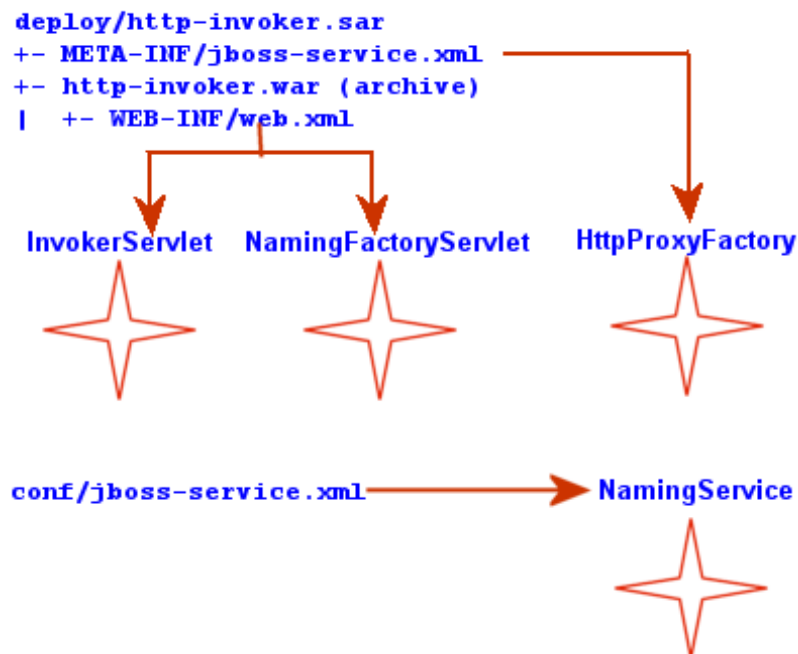 deploy/http-invoker.sar
+- META-INF/jboss-service.xml
+- http-invoker.war (archive)
|  +- WEB-INF/web.xml
InvokerServlet NamingFactoryServlet HttpProxyFactory
conf/jboss-service.xml NamingService